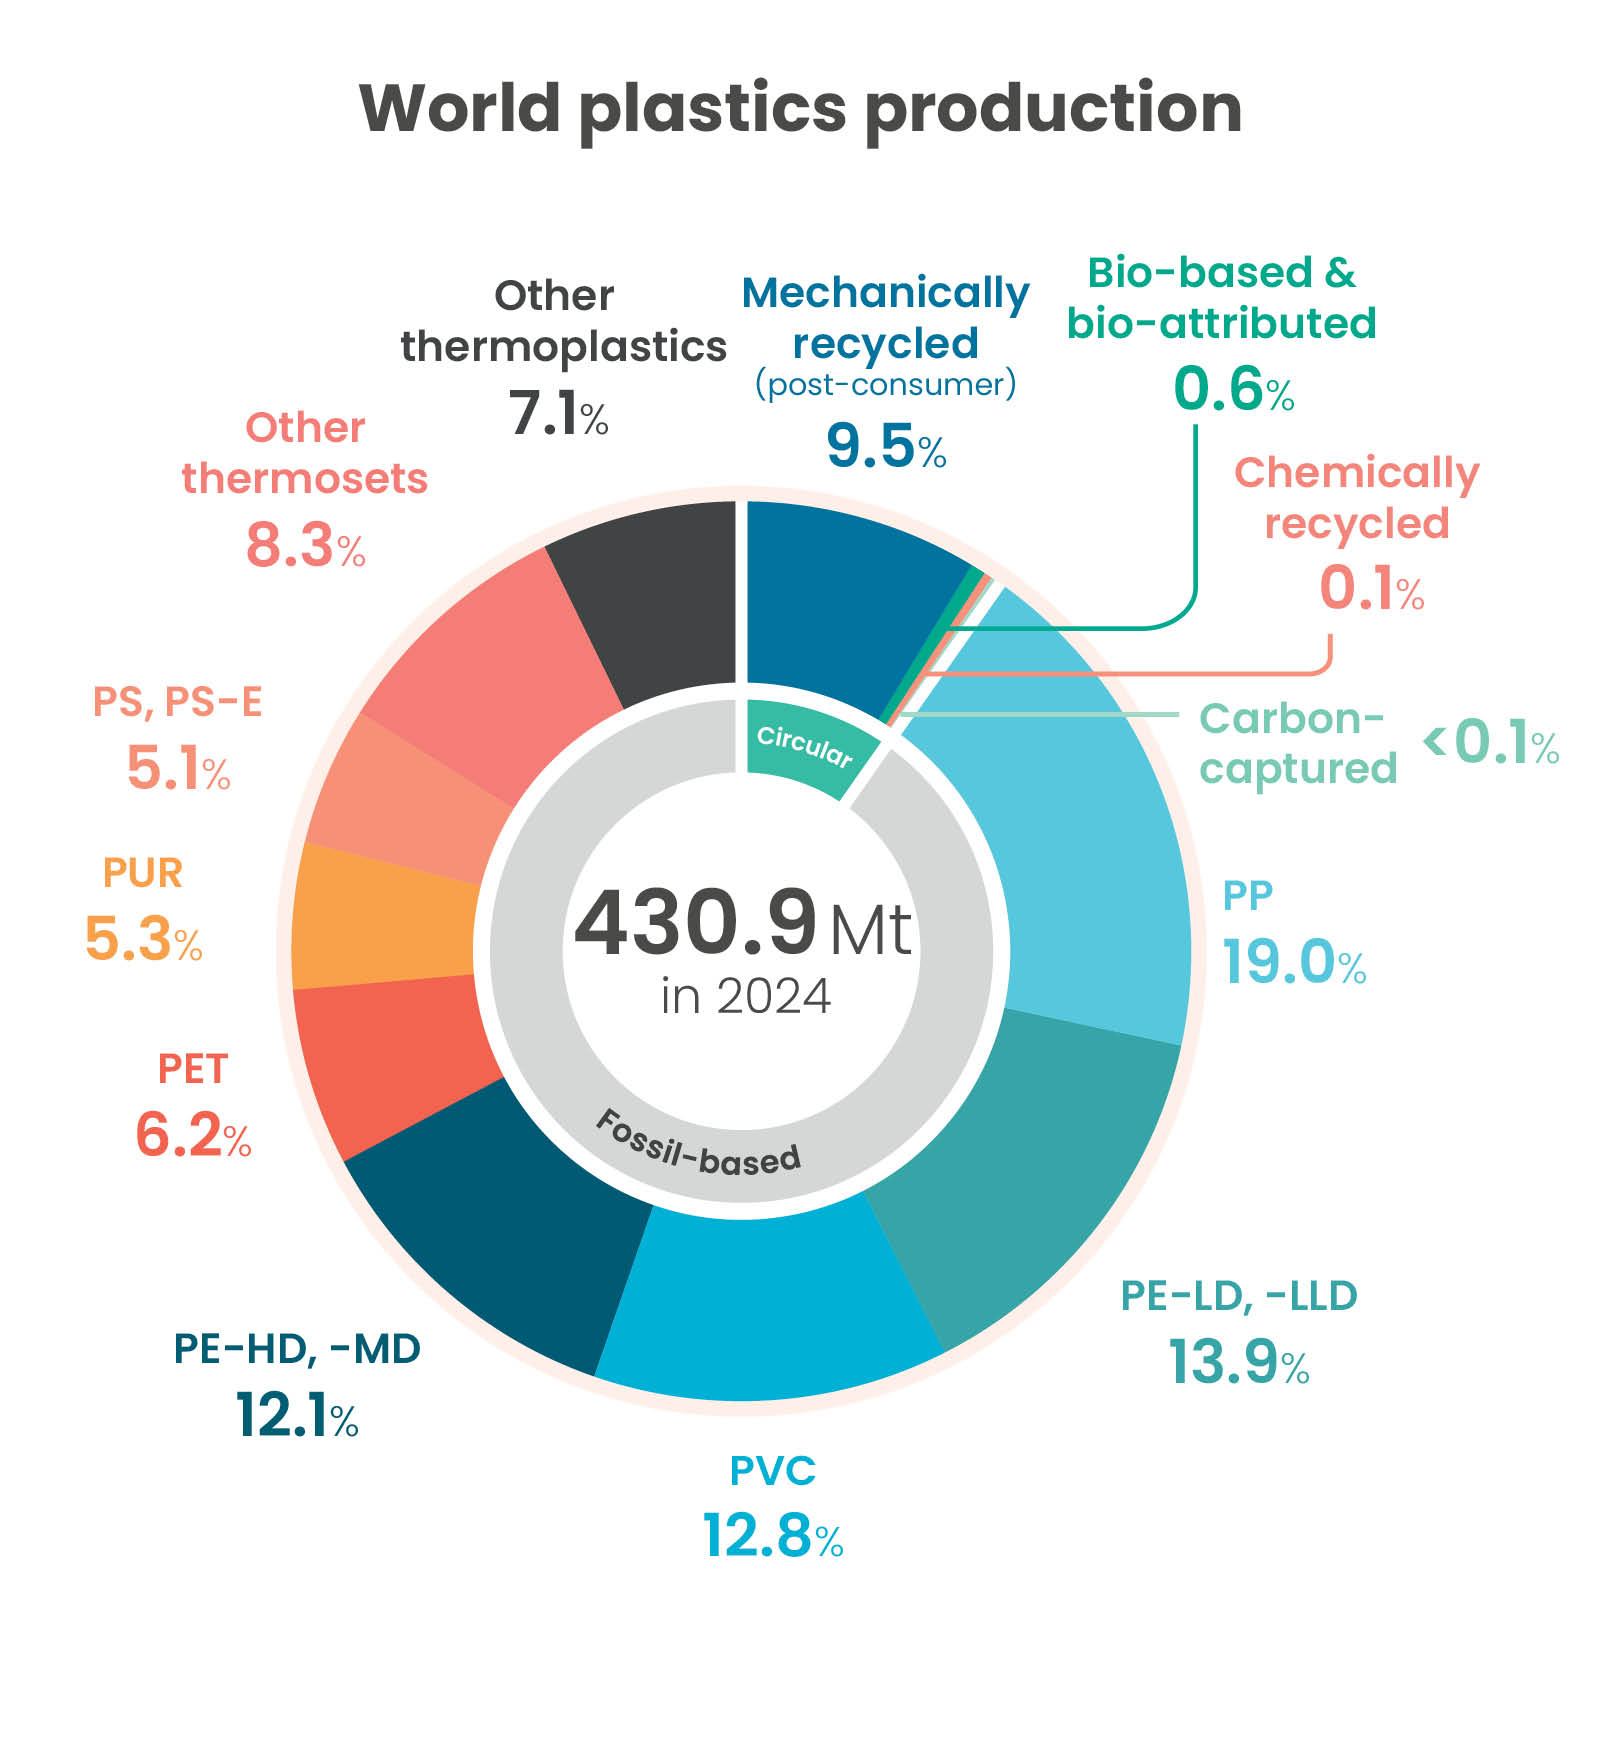 World plastics production
Other
thermoplastics
7.1%
Mechanically
recycled
(post-consumer)
9.5%
Bio-based &
bio-attributed
0.6%
Chemically
recycled
0.1%
Carbon-
captured
<0.1%
PP
19.0%
PE-LD, -LLD
13.9%
PVC
12.8%
PE-HD, -MD
12.1%
PET
6.2%
PUR
5.3%
PS, PS-E
5.1%
Other
thermosets
8.3%
Circular
430.9 Mt
in 2024
Fossil-based